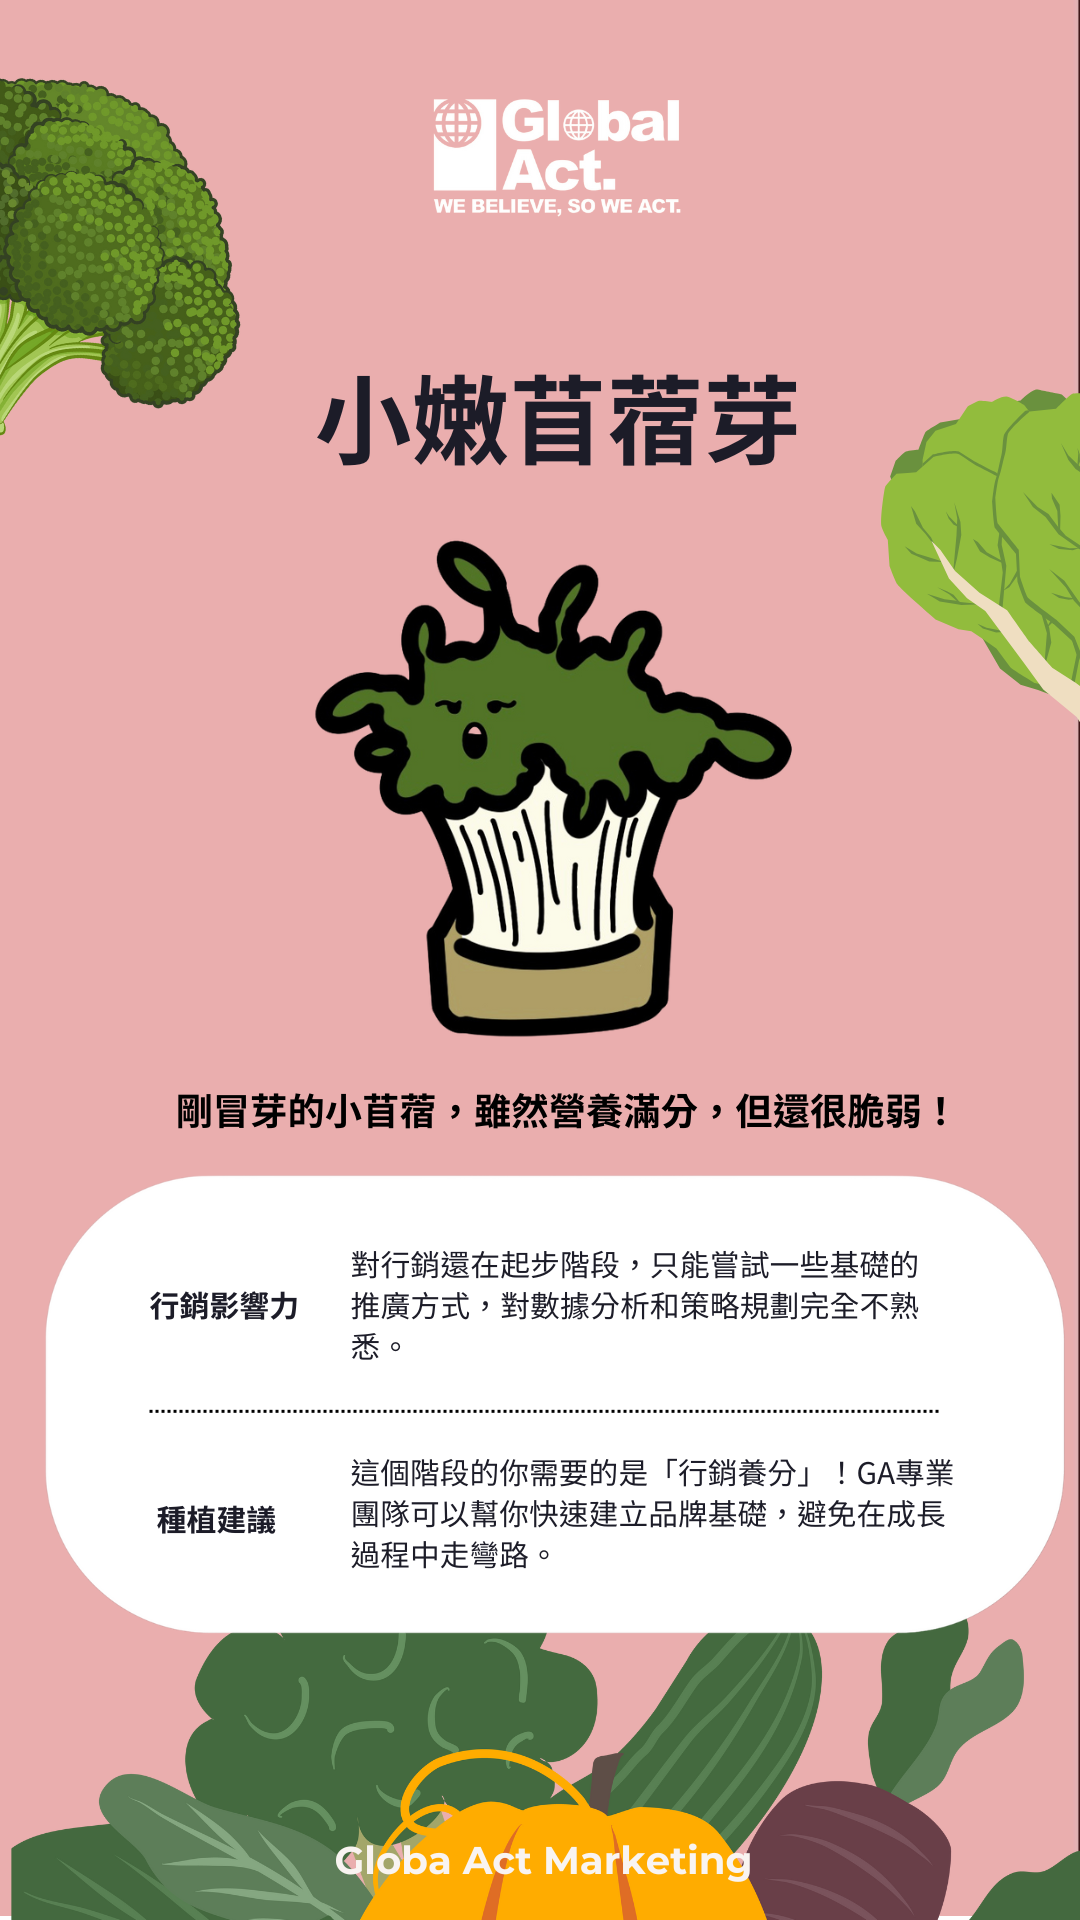 Global
Act.
WE BELIEVE, SO WE ACT.
小嫩苜蓿芽
剛冒芽的小苜蓿，雖然營養滿分，但還很脆弱！
行銷影響力
對行銷還在起步階段，只能嘗試一些基礎的
推廣方式，對數據分析和策略規劃完全不熟
悉。
種植建議
這個階段的你需要的是「行銷養分」！GA專業
團隊可以幫你快速建立品牌基礎，避免在成長
過程中走彎路。
Globa Act Marketing